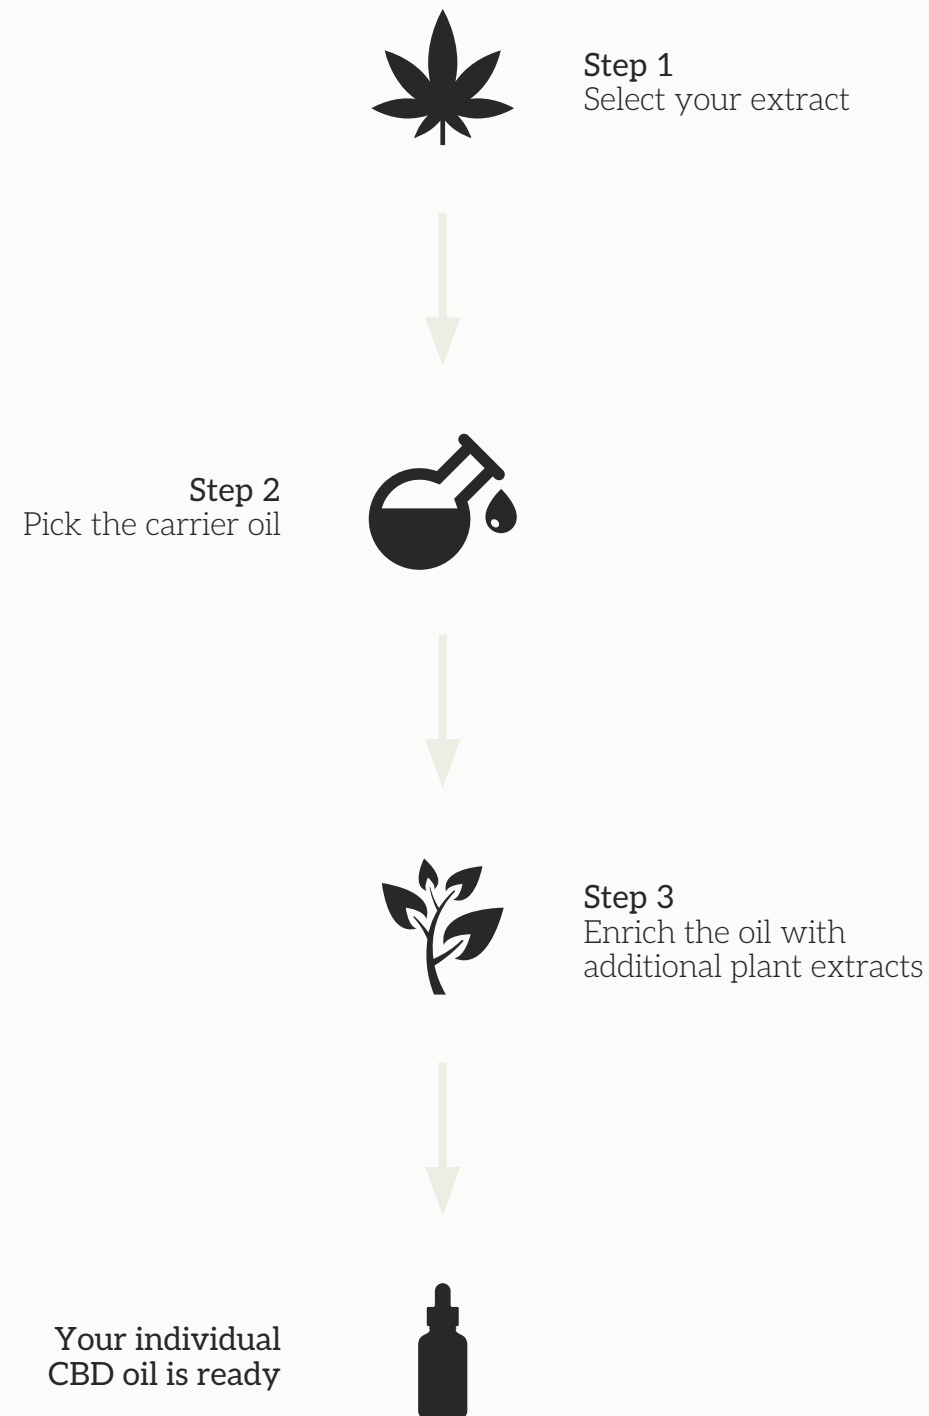 Step 1
Select your extract
Step 2
Pick the carrier oil
Step 3
Enrich the oil with
additional plant extracts
Your individual
CBD oil is ready